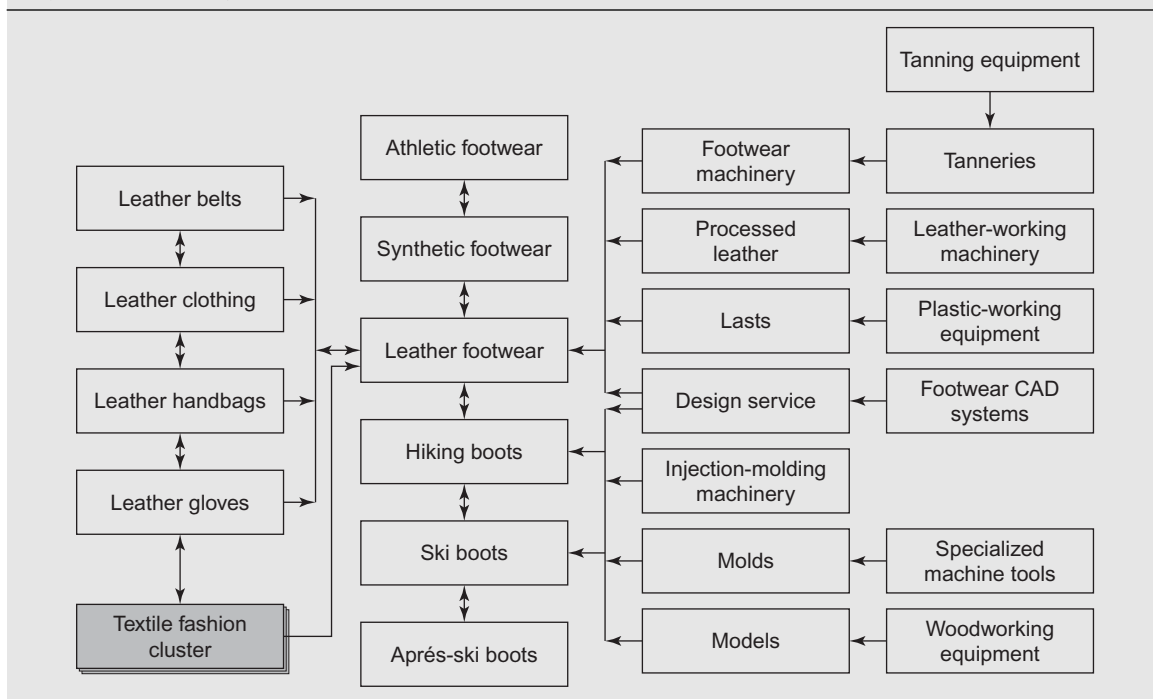 Tanning equipment
Athletic footwear
Footwear
machinery
Tanneries
Leather belts
Synthetic footwear
Processed
leather
Leather-working
machinery
Leather clothing
Leather footwear
Lasts
Plastic-working
equipment
Leather handbags
Hiking boots
Design service
Footwear CAD
systems
Leather gloves
Injection-molding
machinery
Ski boots
Molds
Specialized
machine tools
Textile fashion
cluster
Aprés-ski boots
Models
Woodworking
equipment